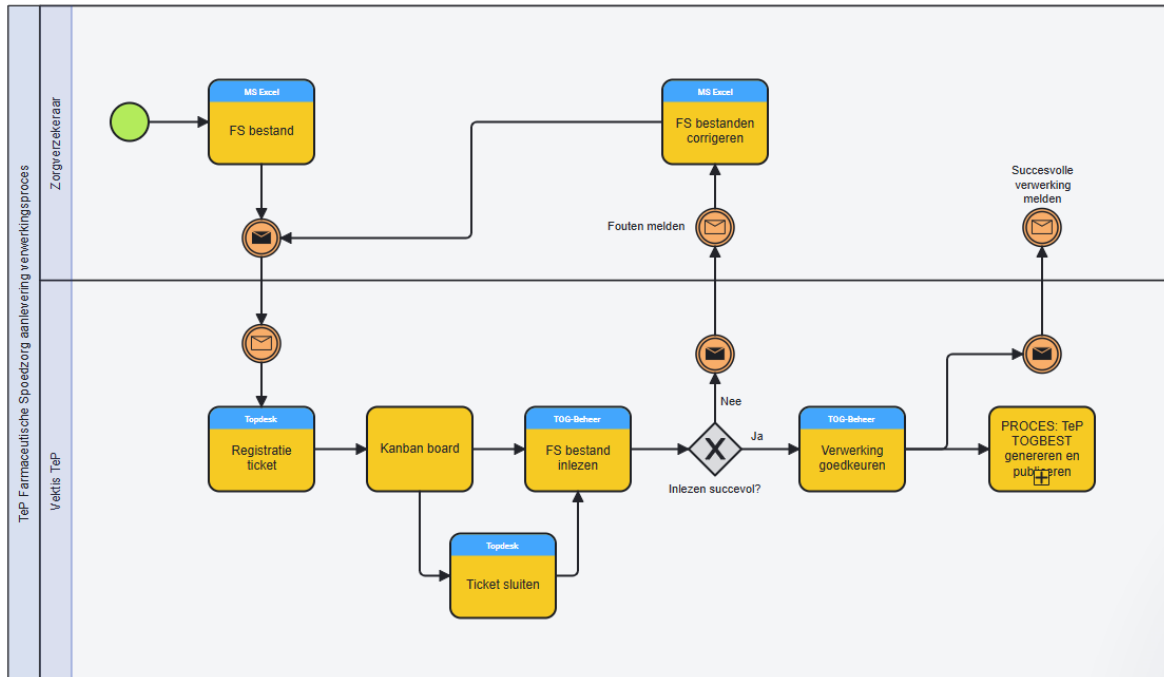 TeP Farmaceutische Spoedzorg aanlevering verwerkingsproces
Zorgverzekeraar
MS Excel
FS bestand
MS Excel
FS bestanden
corrigeren
Fouten melden
Succesvolle
verwerking
melden
Vektis TeP
Topdesk
Registratie
ticket
Kanban board
TOG-Beheer
FS bestand
inlezen
Nee
Ja
Inlezen succevol?
TOG-Beheer
Verwerking
goedkeuren
PROCES: TeP
TOGBEST
genereren en
publiceren
Topdesk
Ticket sluiten